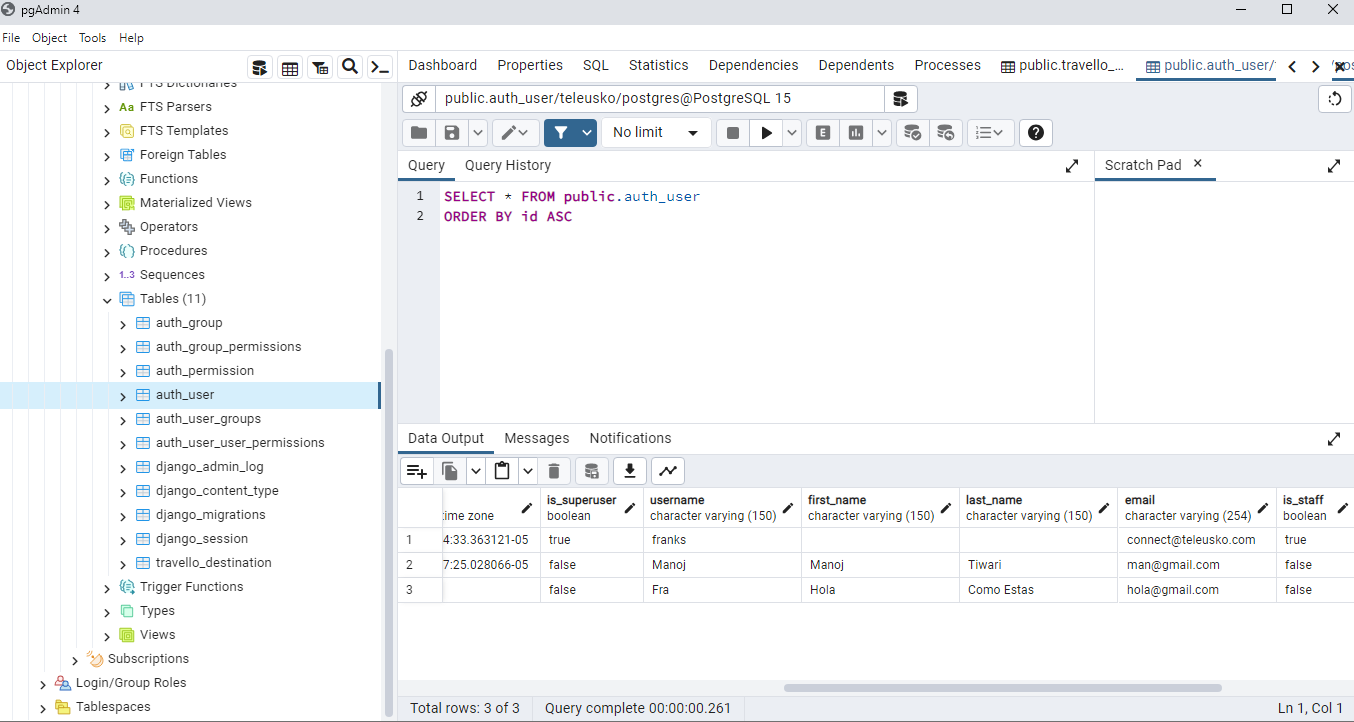 pgAdmin 4
File Object Tools Help
Object Explorer
Dashboard Properties SQL Statistics Dependencies Dependents Processes public.travello_... public.auth_user/
public.auth_user/teleusko/postgres@PostgreSQL 15
No limit
E
Query Query History
Scratch Pad
1 SELECT * FROM public.auth_user
2 ORDER BY id ASC
FTS Dictionaries
Aa FTS Parsers
FTS Templates
Foreign Tables
Functions
Materialized Views
Operators
Procedures
1..3 Sequences
Tables (11)
auth_group
auth_group_permissions
auth_permission
auth_user
auth_user_groups
auth_user_user_permissions
django_admin_log
django_content_type
django_migrations
django_session
travello_destination
Trigger Functions
Types
Views
Subscriptions
Login/Group Roles
Tablespaces
Data Output Messages Notifications
is_superuser username first_name last_name email is_staff
time zone boolean character varying (150) character varying (150) character varying (150) character varying (254) boolean
1 4:33.363121-05 true franks connect@teleusko.com true
2 7:25.028066-05 false Manoj Manoj Tiwari man@gmail.com false
3 false Fra Hola Como Estas hola@gmail.com false
Total rows: 3 of 3 Query complete 00:00:00.261 Ln 1, Col 1